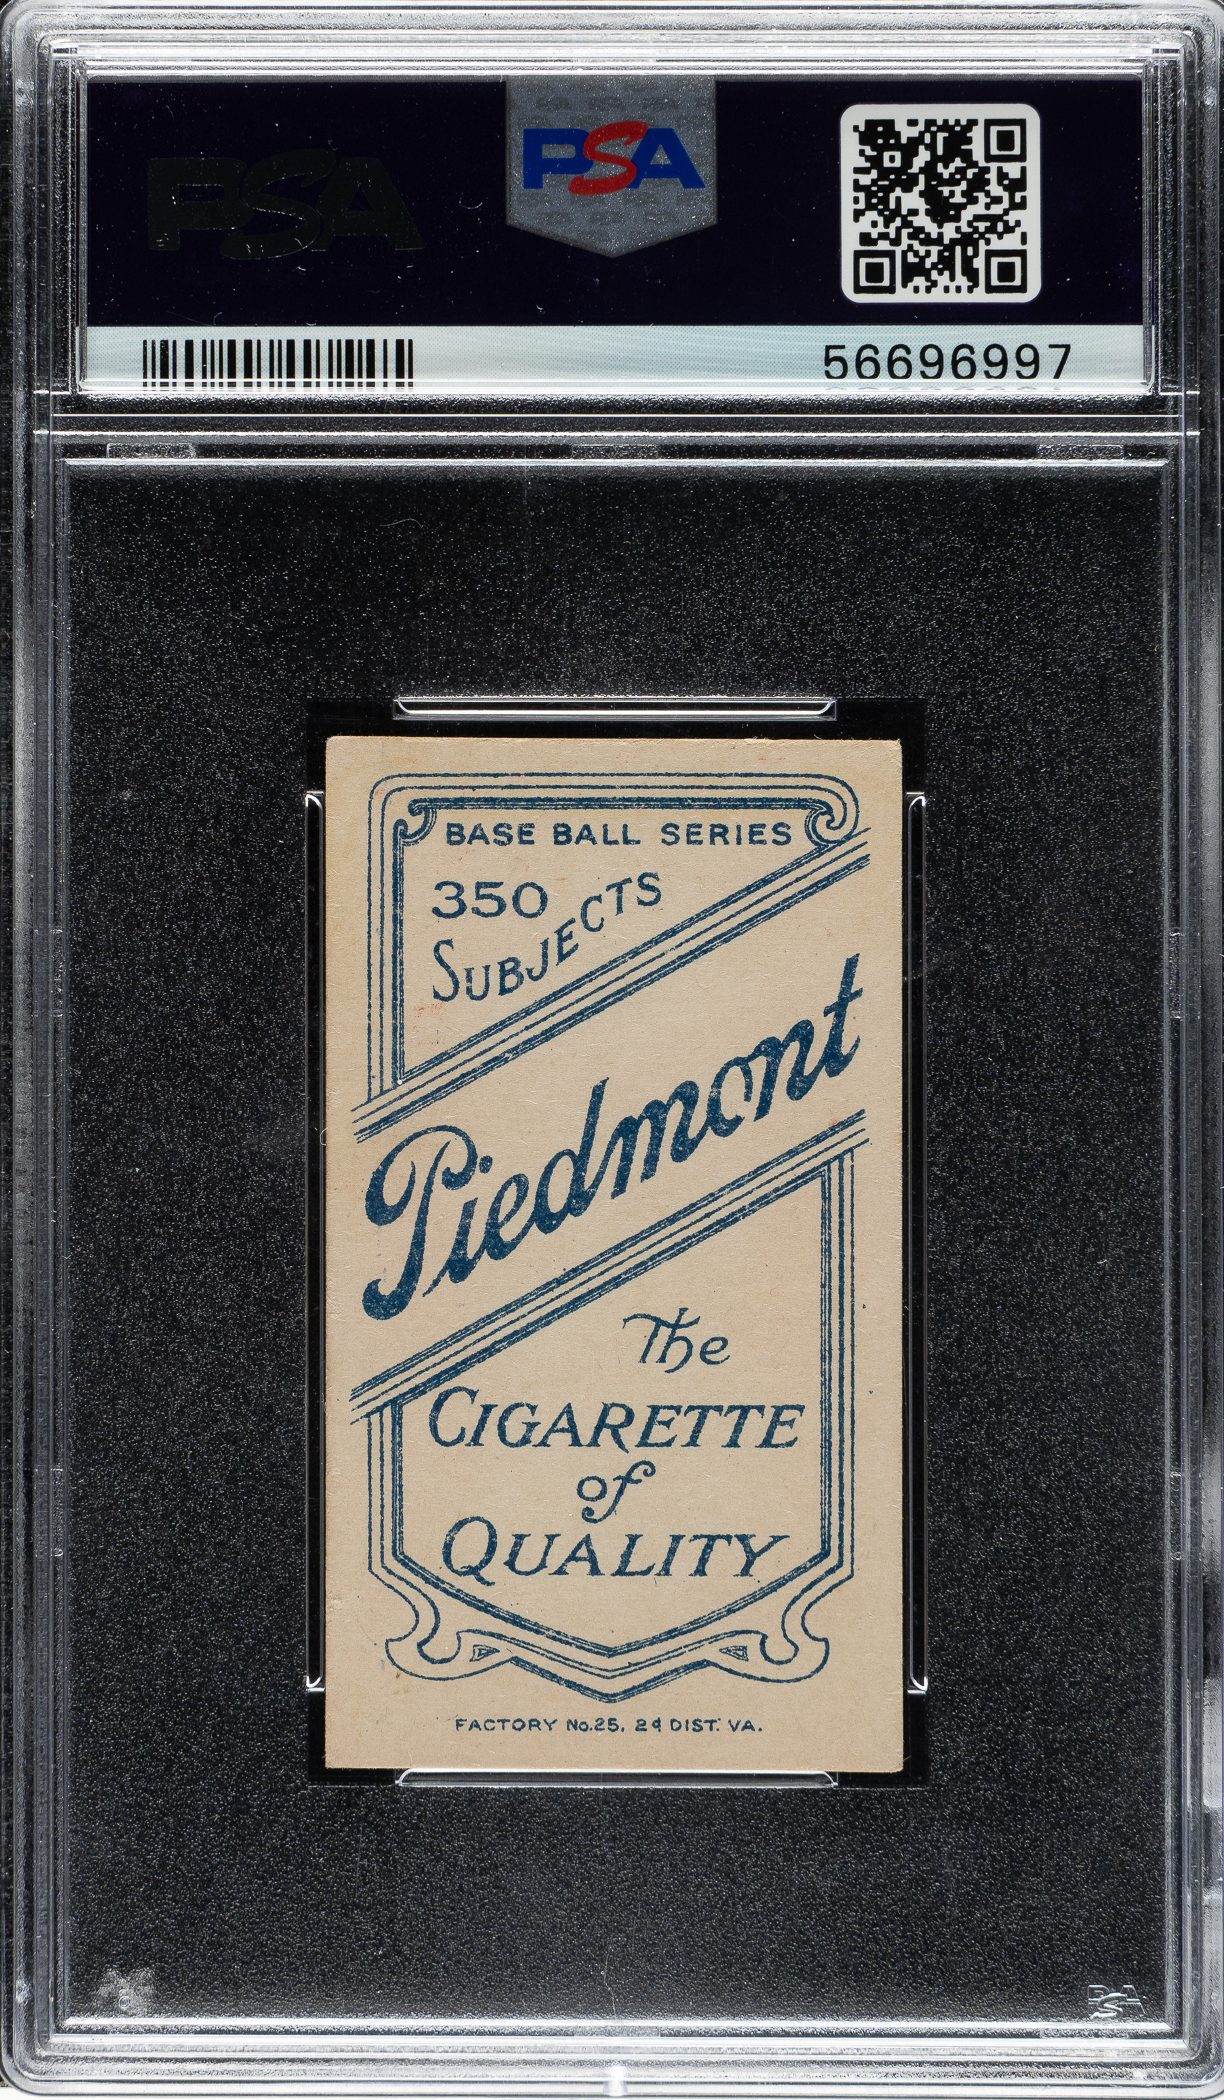 PSA
PSA
56696997
BASE BALL SERIES
350
SUBJECTS
Piedmont
The
CIGARETTE
of
QUALITY
FACTORY No. 25, 2d DIST. VA.
PSA